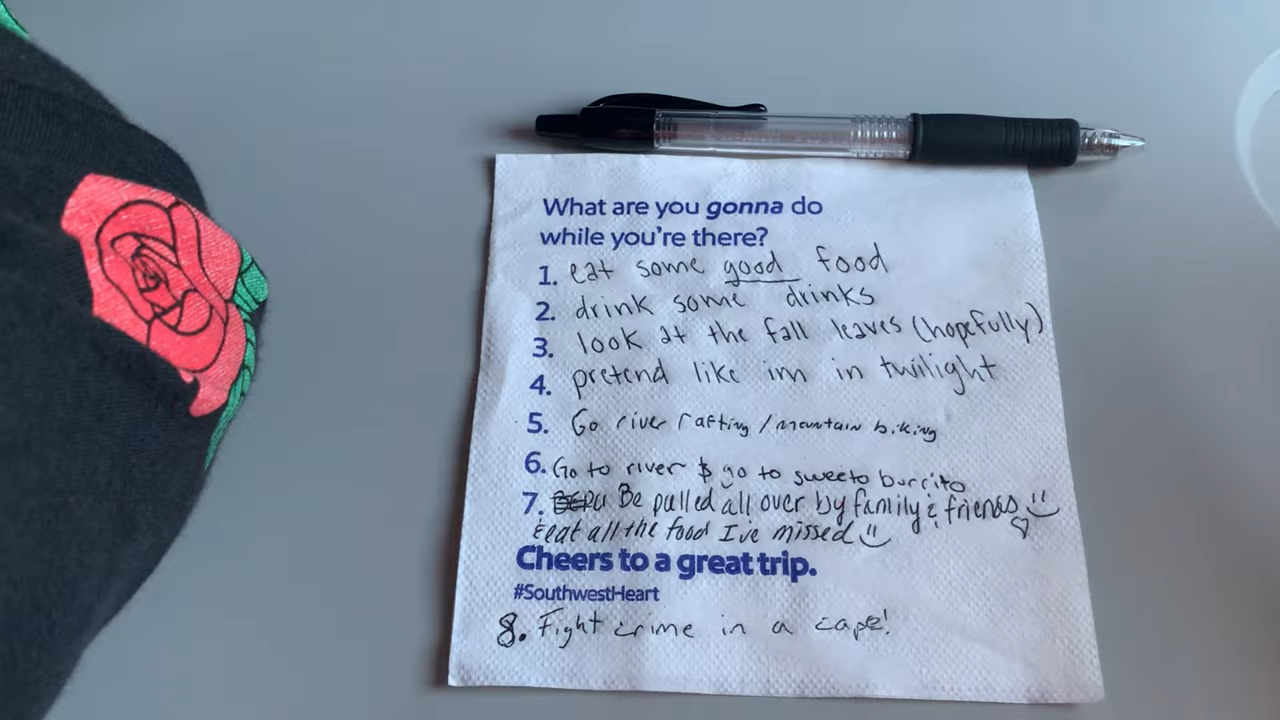 What are you gonna do
while you're there?
1. eat some good food
2. drink some drinks
3. look at the fall leaves (hopefully)
4. pretend like im in twilight
5. Go river rafting / mountain biking
6. Go to river & go to sweeto burrito
7. Be pulled all over by family & friends
& eat all the food I've missed
Cheers to a great trip.
#SouthwestHeart
8. Fight crime in a cape!